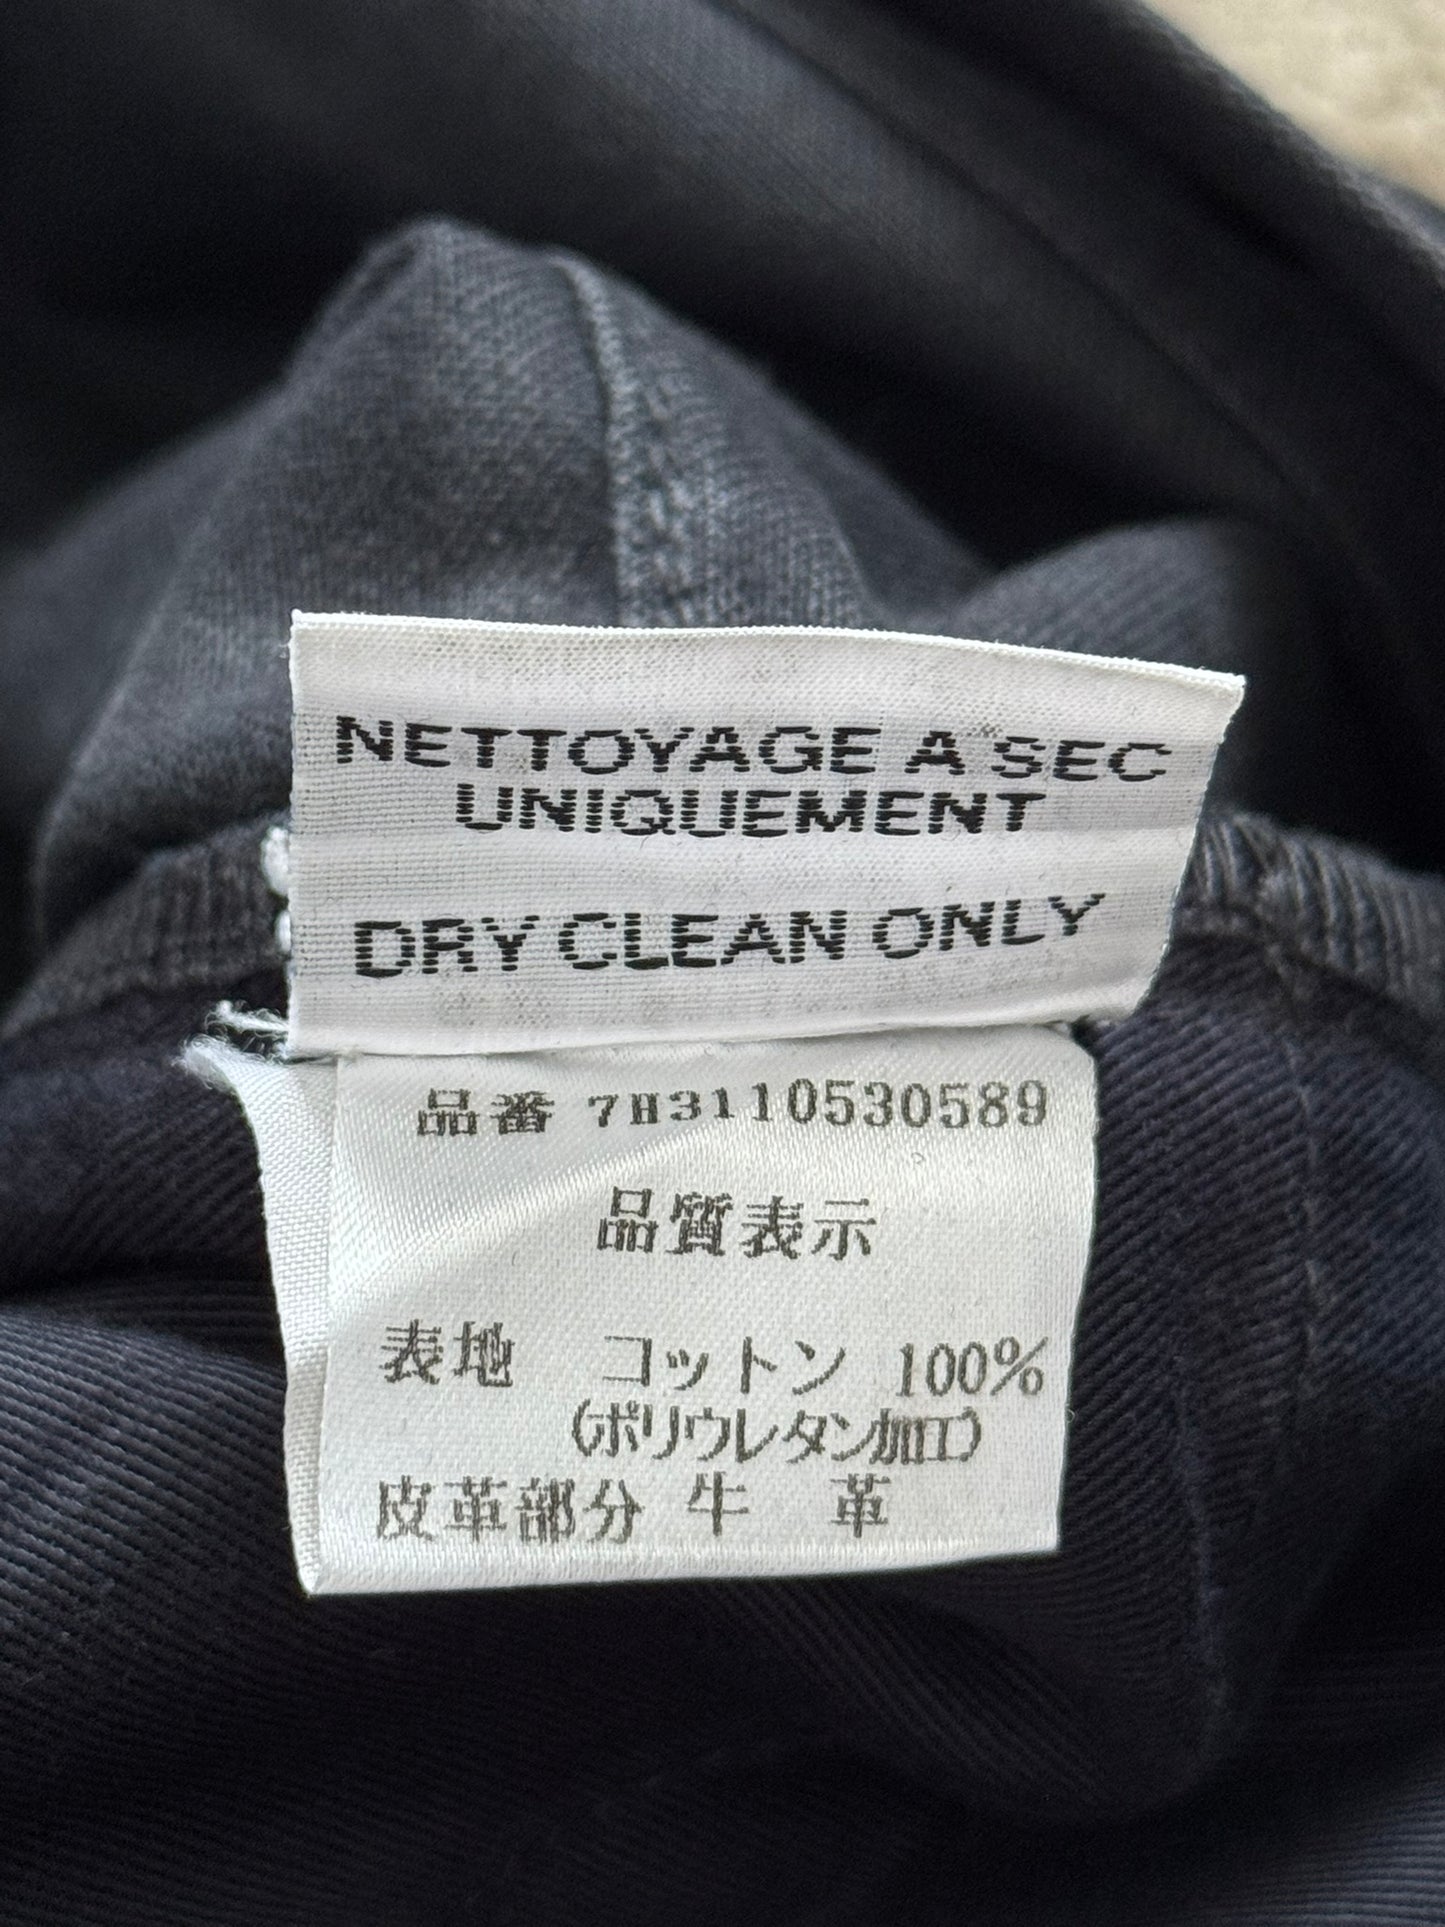 NETTOYAGE A SEC
UNIQUEMENT
DRY CLEAN ONLY
品番 7H3110530589
品質表示
表地 コットン 100%
(ポリウレタン加工)
皮革部分 牛 革